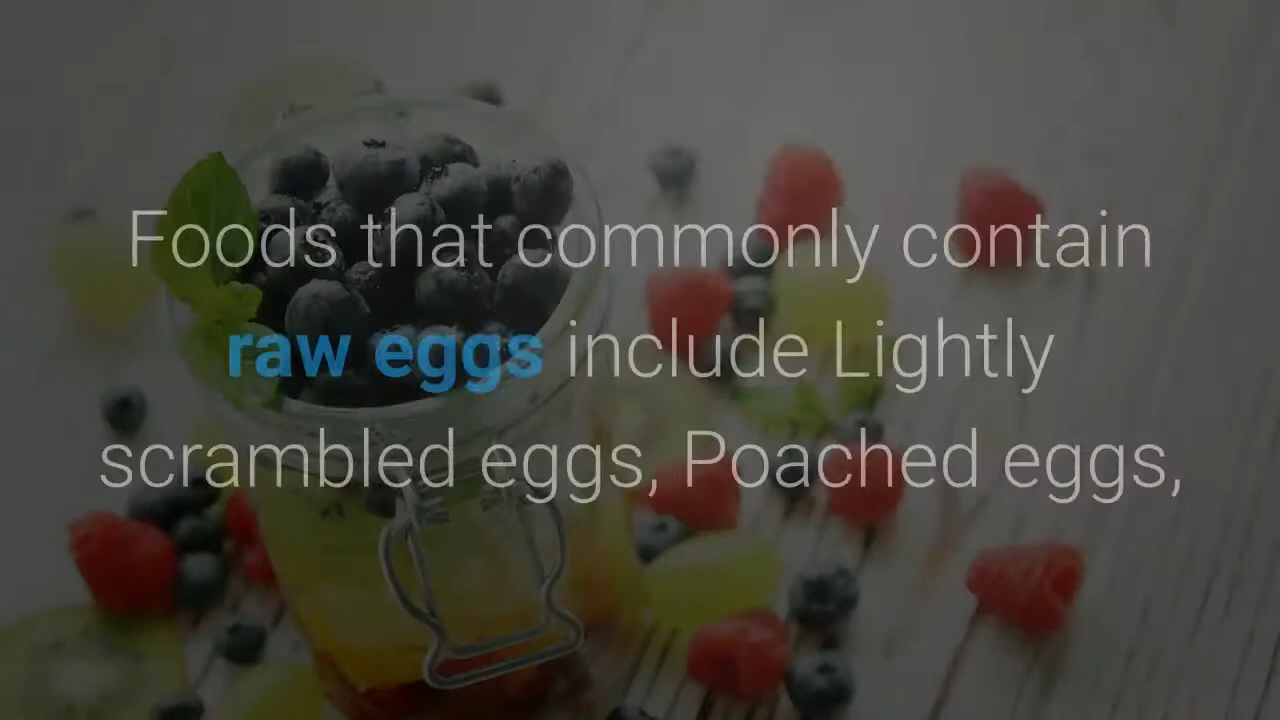 Foods that commonly contain
raw eggs include Lightly
scrambled eggs, Poached eggs,